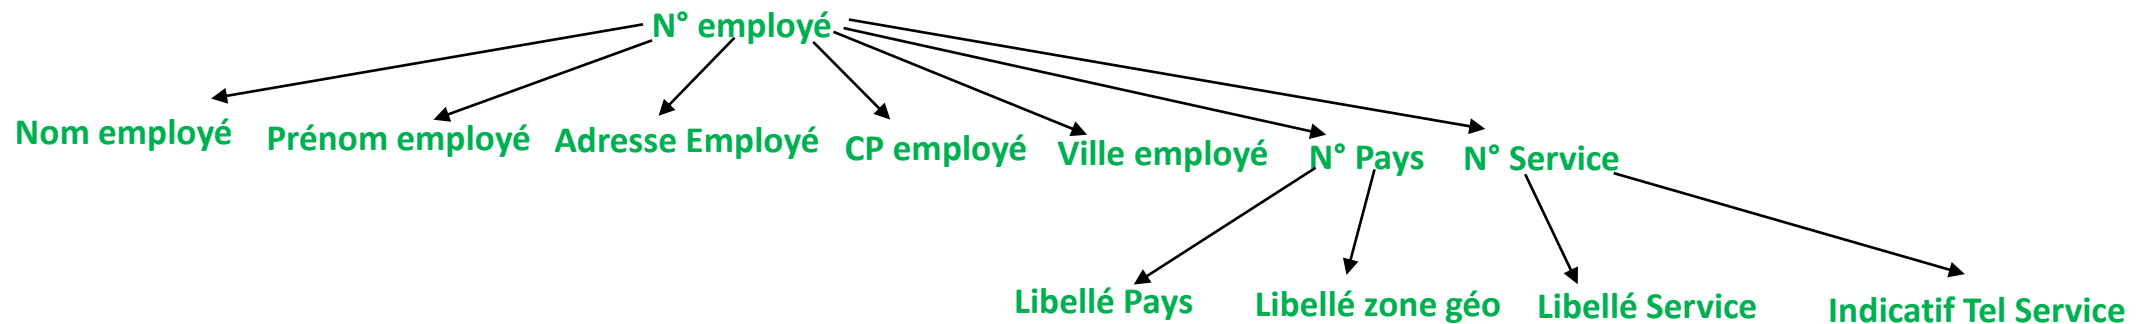 N° employé
Nom employé
Prénom employé
Adresse Employé
CP employé
Ville employé
N° Pays
N° Service
Libellé Pays
Libellé zone géo
Libellé Service
Indicatif Tel Service